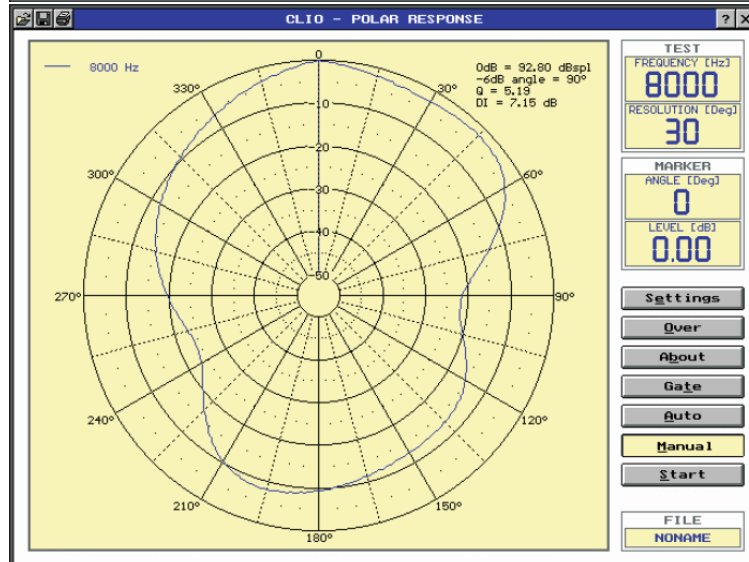 CLIO - POLAR RESPONSE
? X
8000 Hz
0dB = 92.80 dBspl
-6dB angle = 90°
Q = 5.19
DI = 7.15 dB
0
330°
30°
-10
-20
300°
60°
-30
-40
-50
270°
90°
240°
120°
210°
150°
180°
TEST
FREQUENCY [Hz]
8000
RESOLUTION [Deg]
30
MARKER
ANGLE [Deg]
0
LEVEL [dB]
0.00
Settings
Over
About
Gate
Auto
Manual
Start
FILE
NONAME